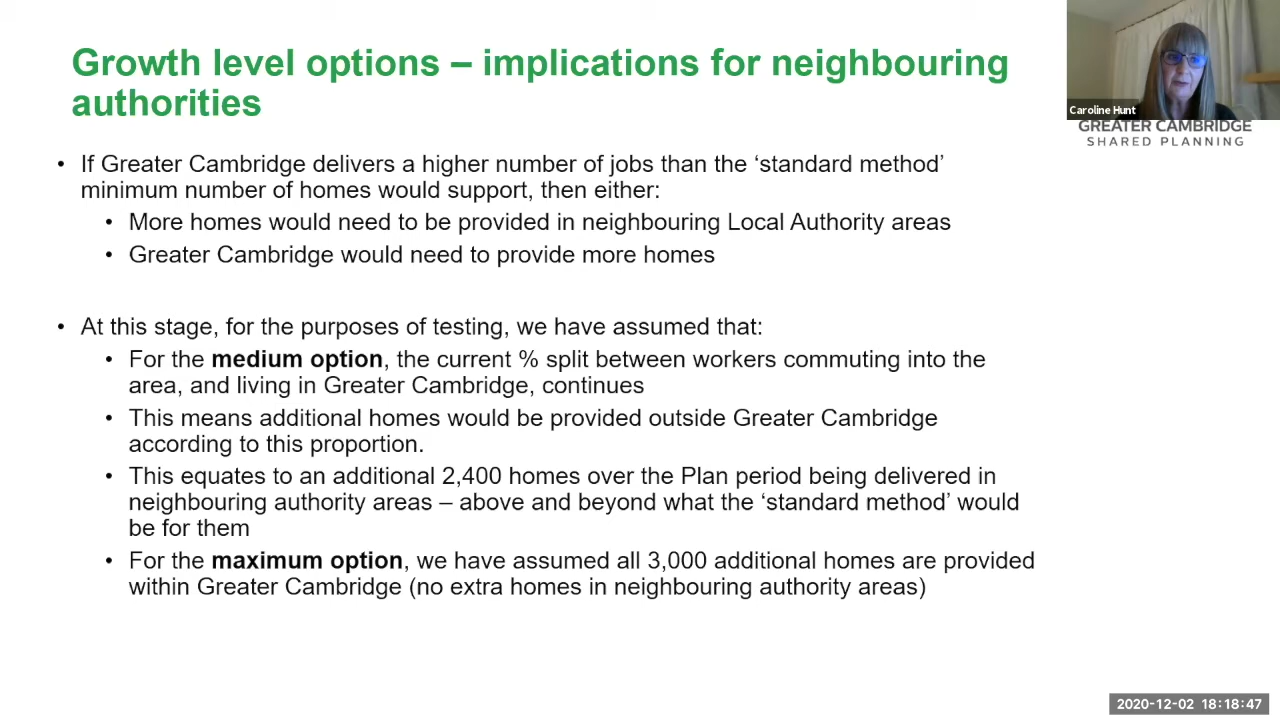 Growth level options – implications for neighbouring
authorities
Caroline Hunt
GREATER CAMBRIDGE
SHARED PLANNING
• If Greater Cambridge delivers a higher number of jobs than the ‘standard method’
minimum number of homes would support, then either:
• More homes would need to be provided in neighbouring Local Authority areas
• Greater Cambridge would need to provide more homes
• At this stage, for the purposes of testing, we have assumed that:
• For the medium option, the current % split between workers commuting into the
area, and living in Greater Cambridge, continues
• This means additional homes would be provided outside Greater Cambridge
according to this proportion.
• This equates to an additional 2,400 homes over the Plan period being delivered in
neighbouring authority areas – above and beyond what the ‘standard method’ would
be for them
• For the maximum option, we have assumed all 3,000 additional homes are provided
within Greater Cambridge (no extra homes in neighbouring authority areas)
2020-12-02 18:18:47